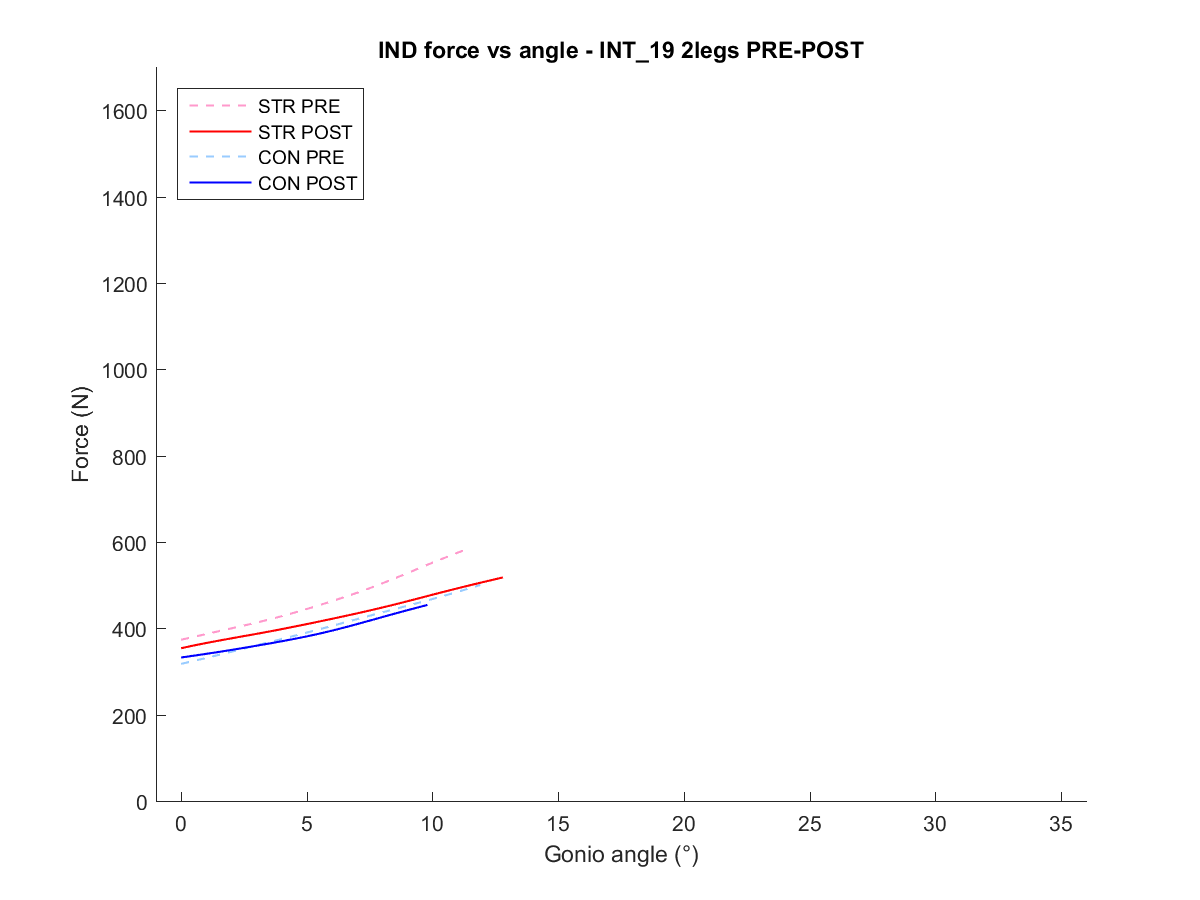 IND force vs angle - INT_19 2legs PRE-POST
STR PRE
STR POST
CON PRE
CON POST
Force (N)
1600
1400
1200
1000
800
600
400
200
0
0 5 10 15 20 25 30 35
Gonio angle (°)